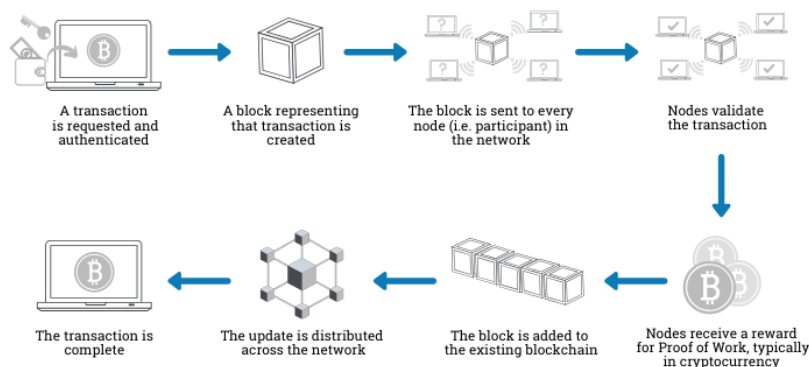 A transaction
is requested and
authenticated
A block representing
that transaction is
created
The block is sent to every
node (i.e. participant) in
the network
Nodes validate
the transaction
Nodes receive a reward
for Proof of Work, typically
in cryptocurrency
The block is added to
the existing blockchain
The update is distributed
across the network
The transaction is
complete